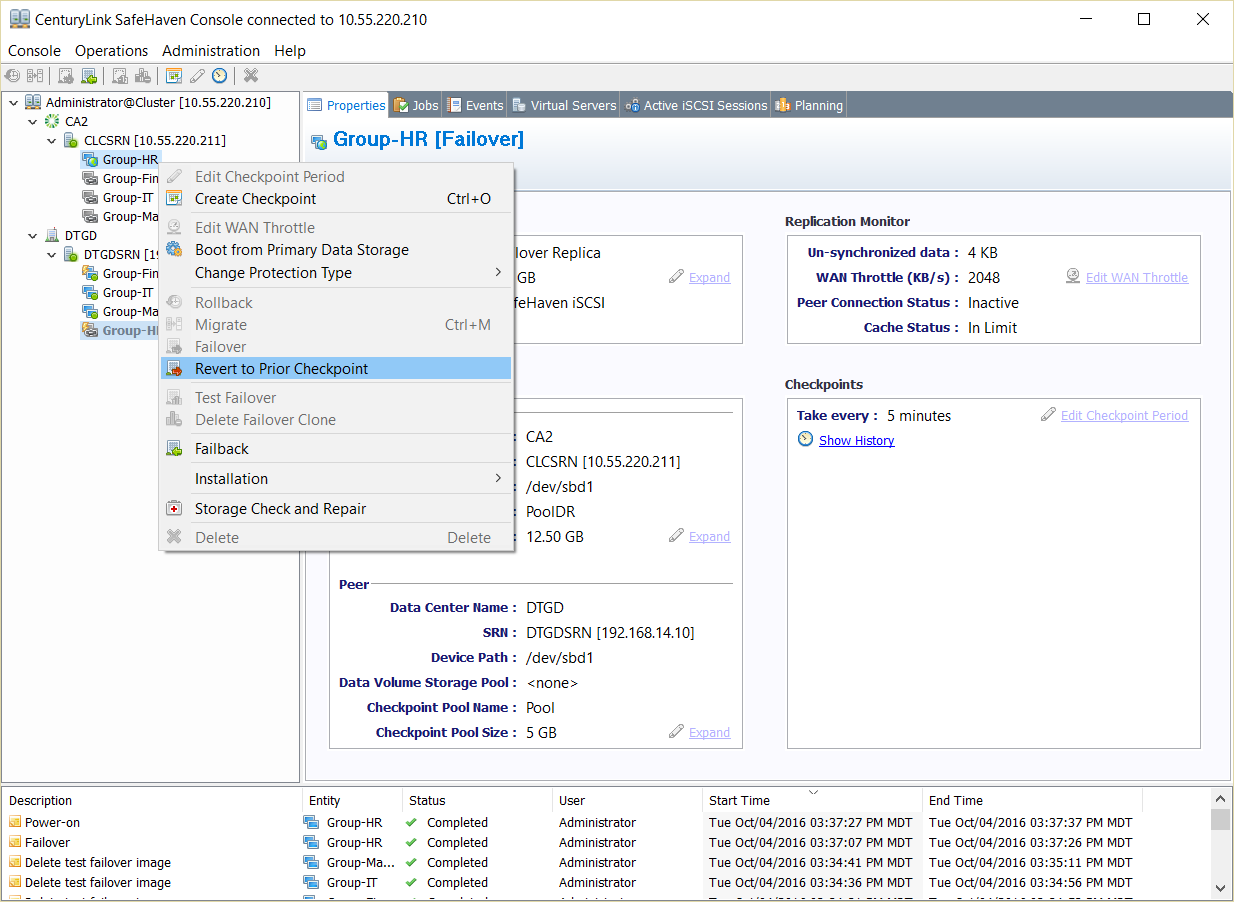 CenturyLink SafeHaven Console connected to 10.55.220.210
Console Operations Administration Help
Administrator@Cluster [10.55.220.210]
CA2
CLCSRN [10.55.220.211]
Group-HR
Group-Fin
Group-IT
Group-Ma
DTGD
DTGDSRN [19
Group-Fin
Group-IT
Group-Ma
Group-H
Properties Jobs Events Virtual Servers Active iSCSI Sessions Planning
Group-HR [Failover]
Edit Checkpoint Period
Create Checkpoint Ctrl+O
Edit WAN Throttle
Boot from Primary Data Storage
Change Protection Type
Rollback
Migrate Ctrl+M
Failover
Revert to Prior Checkpoint
Test Failover
Delete Failover Clone
Failback
Installation
Storage Check and Repair
Delete Delete
lover Replica
GB Expand
feHaven iSCSI
: CA2
: CLCSRN [10.55.220.211]
: /dev/sbd1
: PoolDR
: 12.50 GB Expand
Peer
Data Center Name : DTGD
SRN : DTGDSRN [192.168.14.10]
Device Path : /dev/sbd1
Data Volume Storage Pool : <none>
Checkpoint Pool Name : Pool
Checkpoint Pool Size : 5 GB Expand
Replication Monitor
Un-synchronized data : 4 KB
WAN Throttle (KB/s) : 2048 Edit WAN Throttle
Peer Connection Status : Inactive
Cache Status : In Limit
Checkpoints
Take every : 5 minutes Edit Checkpoint Period
Show History
Description Entity Status User Start Time End Time
Power-on Group-HR Completed Administrator Tue Oct/04/2016 03:37:27 PM MDT Tue Oct/04/2016 03:37:37 PM MDT
Failover Group-HR Completed Administrator Tue Oct/04/2016 03:37:07 PM MDT Tue Oct/04/2016 03:37:26 PM MDT
Delete test failover image Group-Ma... Completed Administrator Tue Oct/04/2016 03:34:41 PM MDT Tue Oct/04/2016 03:35:11 PM MDT
Delete test failover image Group-IT Completed Administrator Tue Oct/04/2016 03:34:36 PM MDT Tue Oct/04/2016 03:34:56 PM MDT